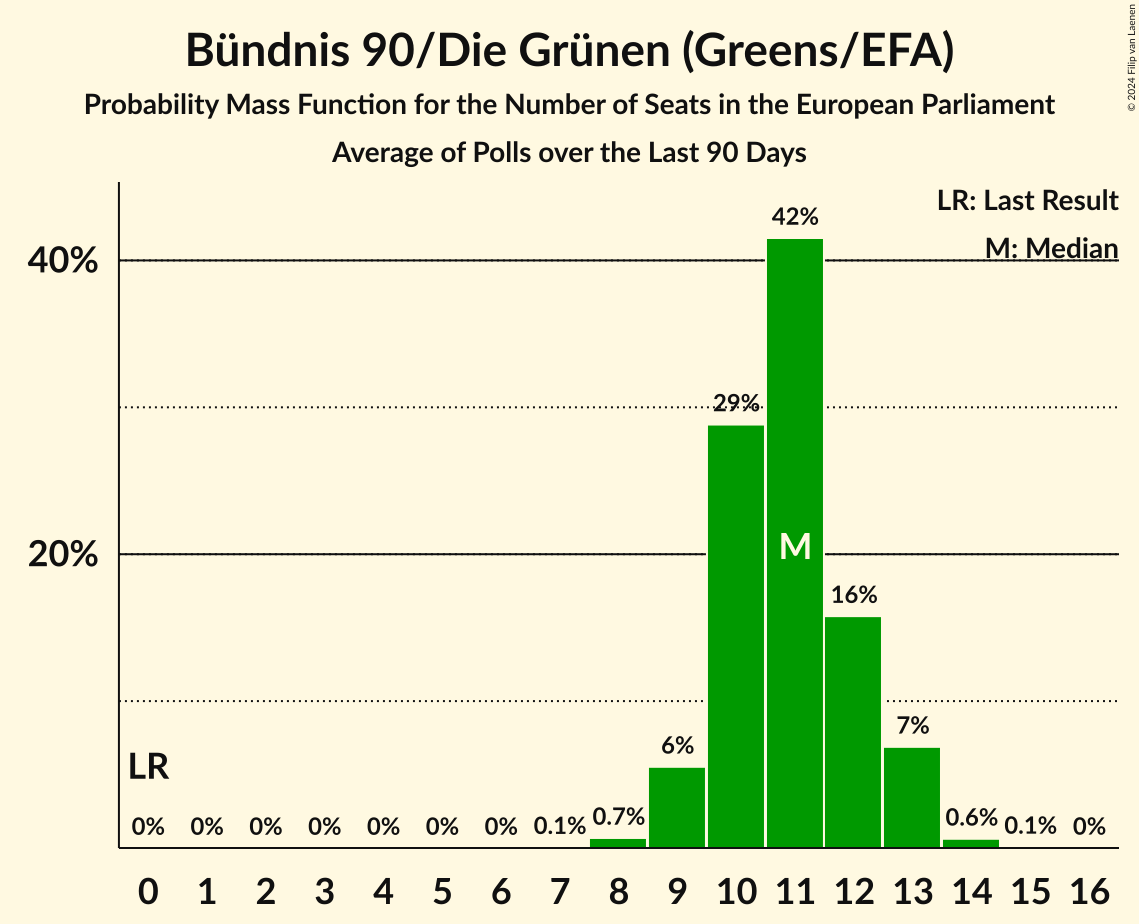 Bündnis 90/Die Grünen (Greens/EFA)
Probability Mass Function for the Number of Seats in the European Parliament
Average of Polls over the Last 90 Days
© 2024 Filip van Laenen
LR: Last Result
M: Median
40%
20%
LR
M
0% 0% 0% 0% 0% 0% 0% 0.1% 0.7% 6% 29% 42% 16% 7% 0.6% 0.1% 0%
0 1 2 3 4 5 6 7 8 9 10 11 12 13 14 15 16